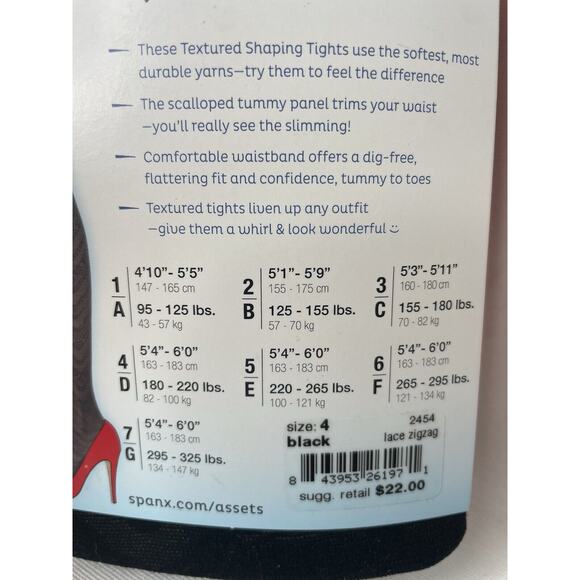 These Textured Shaping Tights use the softest, most
durable yarns—try them to feel the difference
The scalloped tummy panel trims your waist
—you'll really see the slimming!
Comfortable waistband offers a dig-free,
flattering fit and confidence, tummy to toes
Textured tights liven up any outfit
—give them a whirl & look wonderful
1
A
4'10"- 5'5"
147 - 165 cm
95 - 125 lbs.
43 - 57 kg
2
B
5'1"- 5'9"
155 - 175 cm
125 - 155 lbs.
57 - 70 kg
3
C
5'3"- 5'11"
160 - 180 cm
155 - 180 lbs.
70 - 82 kg
4
D
5'4"- 6'0"
163 - 183 cm
180 - 220 lbs.
82 - 100 kg
5
E
5'4"- 6'0"
163 - 183 cm
220 - 265 lbs.
100 - 121 kg
6
F
5'4"- 6'0"
163 - 183 cm
265 - 295 lbs.
121 - 134 kg
7
G
5'4"- 6'0"
163 - 183 cm
295 - 325 lbs.
134 - 147 kg
size: 4
black
2454
lace zigzag
8 43953 26197 1
sugg. retail $22.00
spanx.com/assets